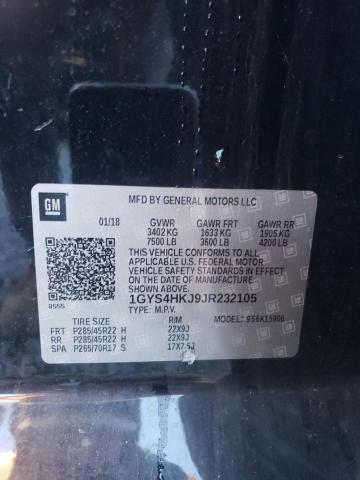 GM
MFD BY GENERAL MOTORS LLC
01/18 GVWR GAWR FRT GAWR RR
3402 KG 1633 KG 1905 KG
7500 LB 3600 LB 4200 LB
THIS VEHICLE CONFORMS TO ALL
APPLICABLE U.S. FEDERAL MOTOR
VEHICLE SAFETY STANDARDS IN EFFECT
ON THE DATE OF MANUFACTURE
SHOWN ABOVE.
1GYS4HKJ9JR232105
TYPE: M.P.V.
8555
MODEL:
TIRE SIZE RIM
FRT P285/45R22 H 22X9J
RR P285/45R22 H 22X9J
SPA P265/70R17 S 17X7.5J